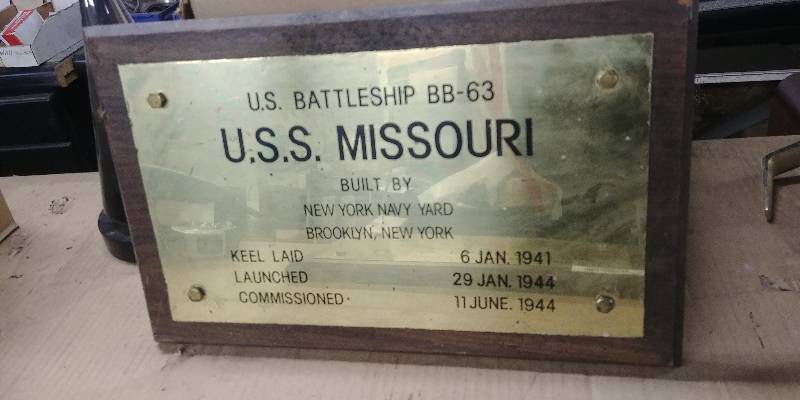 U.S. BATTLESHIP BB-63
U.S.S. MISSOURI
BUILT BY
NEW YORK NAVY YARD
BROOKLYN, NEW YORK
KEEL LAID 6 JAN. 1941
LAUNCHED 29 JAN. 1944
COMMISSIONED- 11 JUNE. 1944